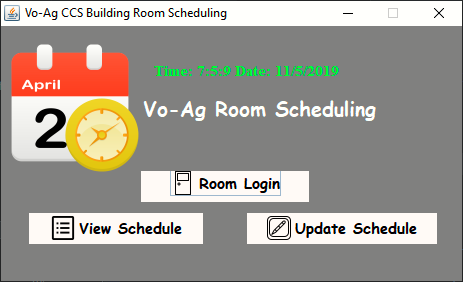 Vo-Ag CCS Building Room Scheduling
Time: 7:5:9 Date: 11/5/2019
April
2
Vo-Ag Room Scheduling
Room Login
View Schedule
Update Schedule